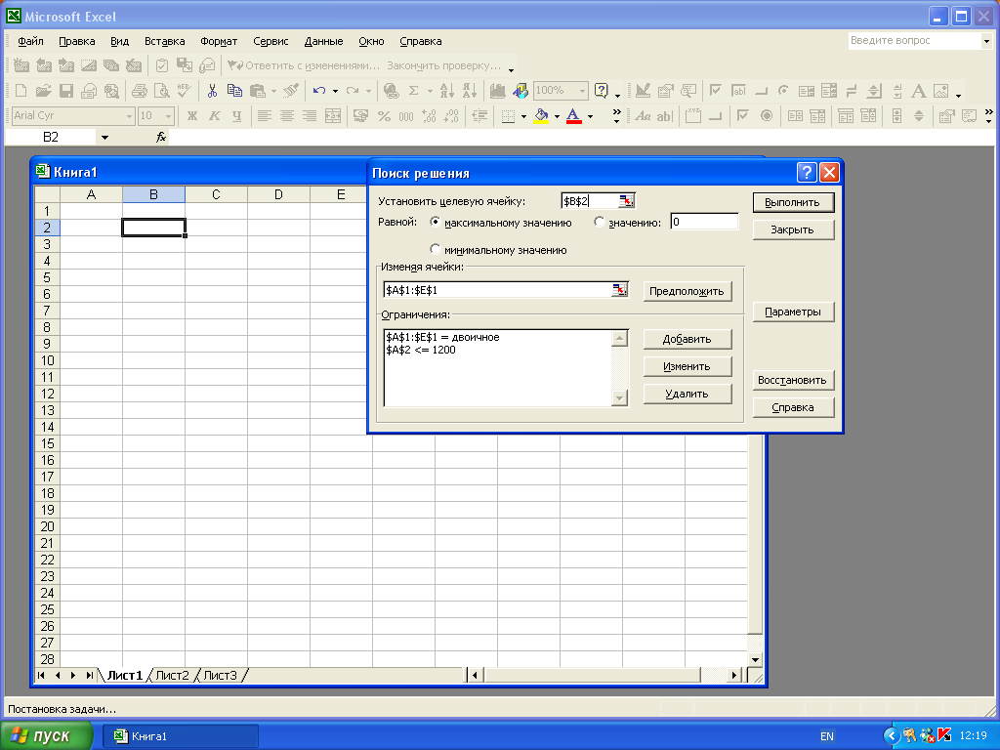 Microsoft Excel
Файл Правка Вид Вставка Формат Сервис Данные Окно Справка Введите вопрос
Ответить с изменениями... Закончить проверку...
100%
Arial Cyr 10 Ж К Ч % 000
B2 fx
Книга1
A B C D E
1
2
3
4
5
6
7
8
9
10
11
12
13
14
15
16
17
18
19
20
21
22
23
24
25
26
27
28
Поиск решения
Установить целевую ячейку: $B$2 Выполнить
Равной: максимальному значению значению: 0 Закрыть
минимальному значению
Изменяя ячейки:
$A$1:$E$1 Предположить
Параметры
Ограничения:
$A$1:$E$1 = двоичное
$A$2 <= 1200
Добавить
Изменить
Удалить
Восстановить
Справка
Лист1 Лист2 Лист3
Постановка задачи...
пуск Книга1 EN 12:19